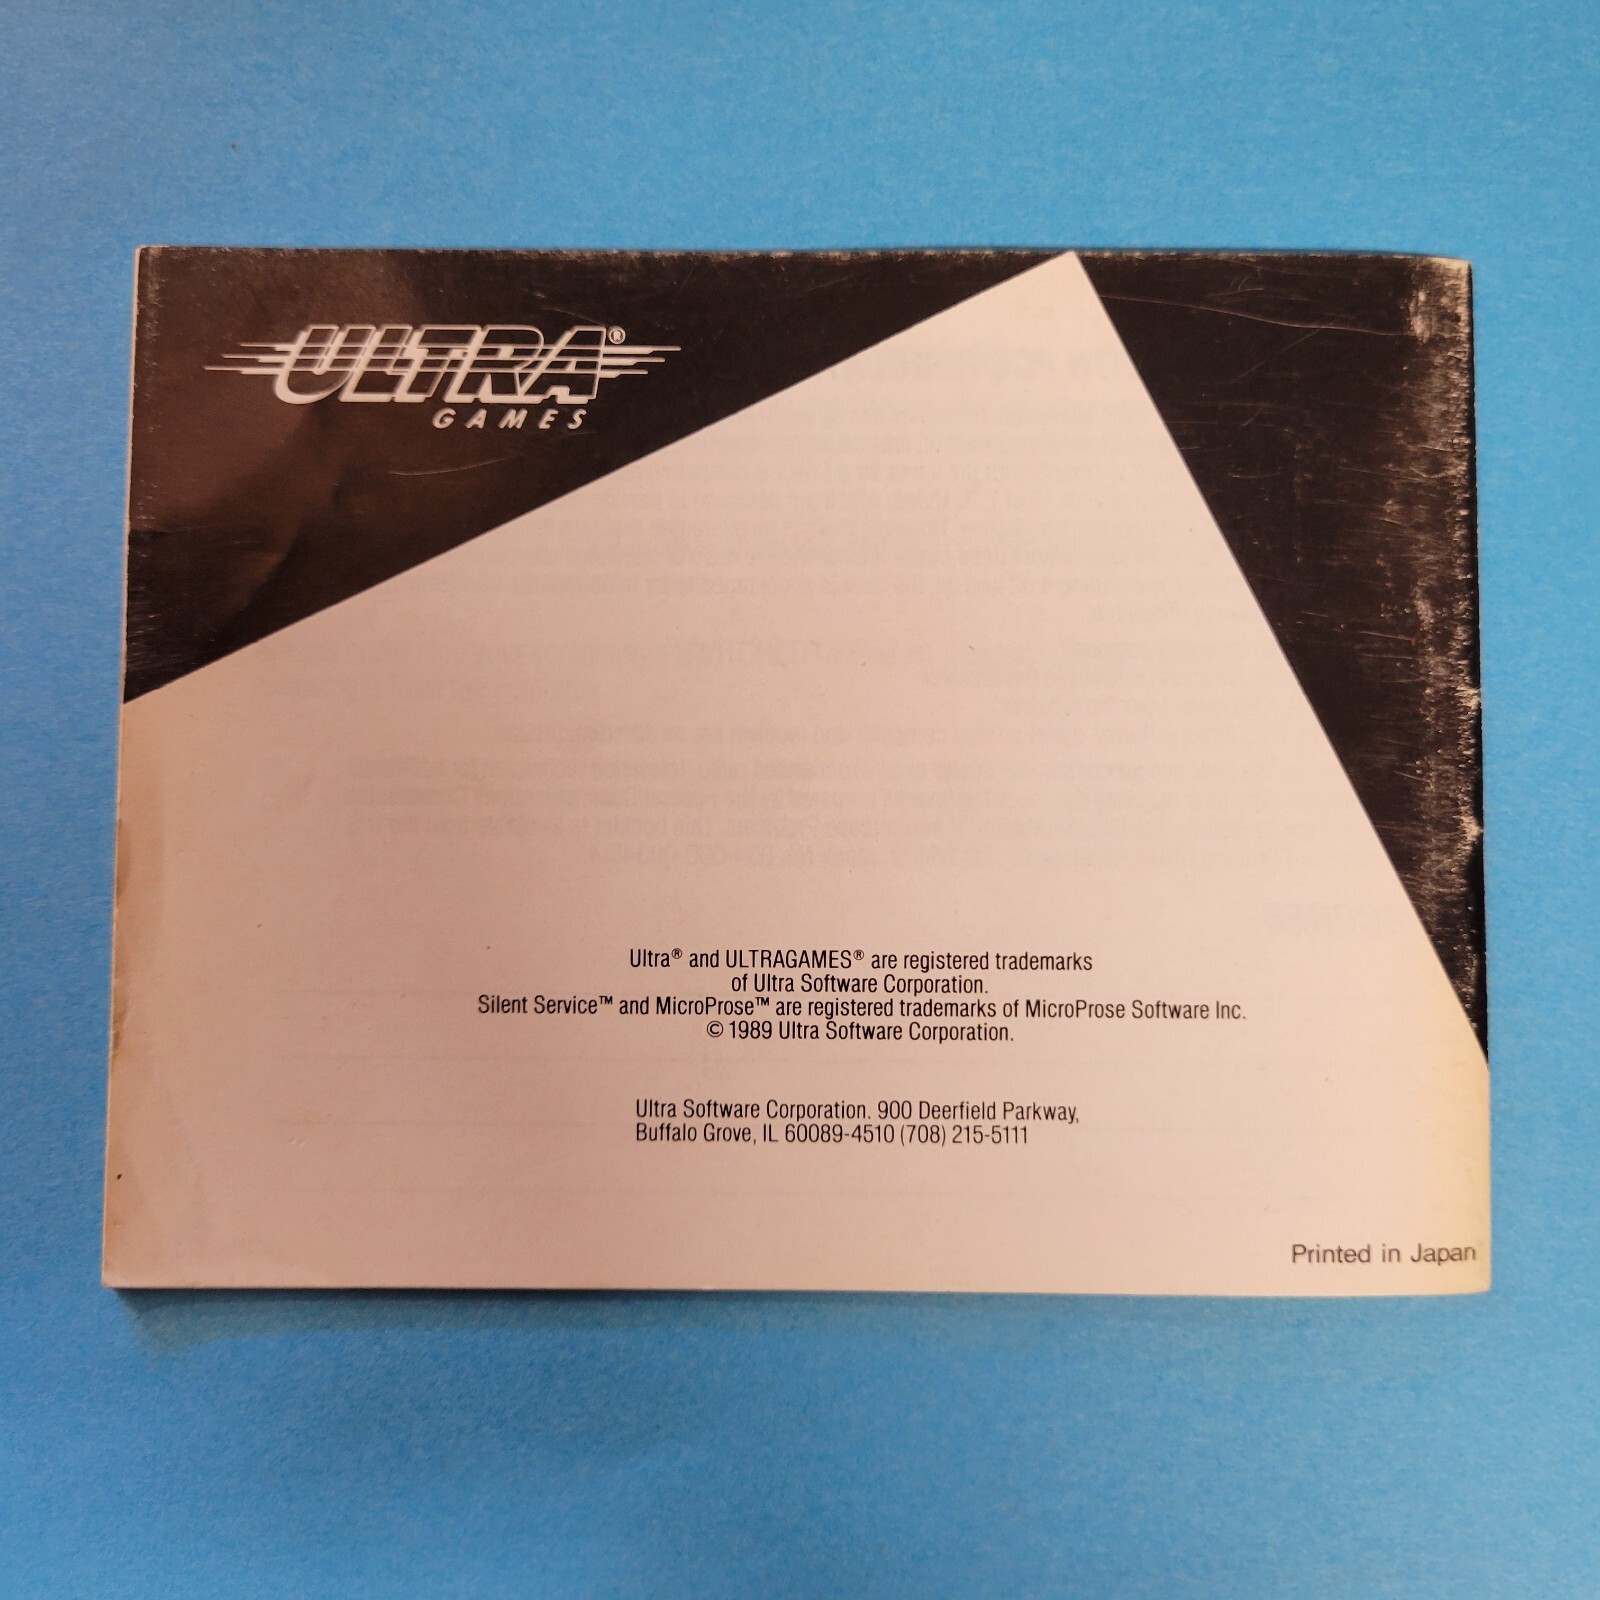 ULTRA®
GAMES
Ultra® and ULTRAGAMES® are registered trademarks
of Ultra Software Corporation.
Silent Service™ and MicroProse™ are registered trademarks of MicroProse Software Inc.
© 1989 Ultra Software Corporation.
Ultra Software Corporation. 900 Deerfield Parkway,
Buffalo Grove, IL 60089-4510 (708) 215-5111
Printed in Japan